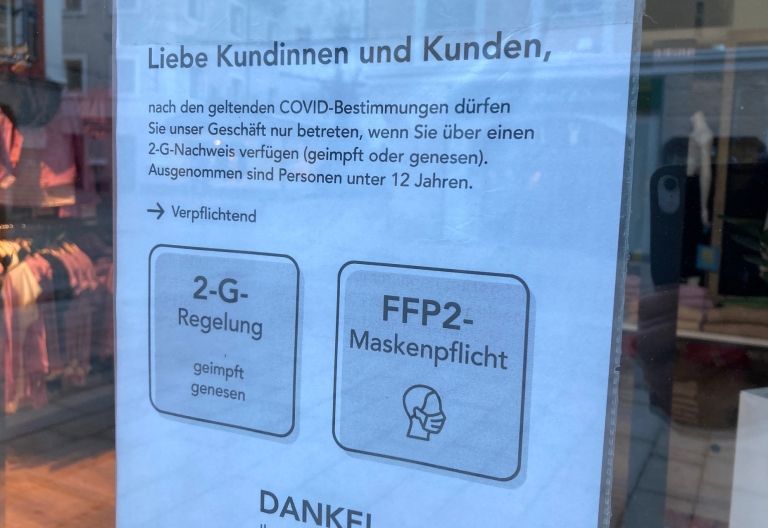 Liebe Kundinnen und Kunden,
nach den geltenden COVID-Bestimmungen dürfen
Sie unser Geschäft nur betreten, wenn Sie über einen
2-G-Nachweis verfügen (geimpft oder genesen).
Ausgenommen sind Personen unter 12 Jahren.
→ Verpflichtend
2-G-
Regelung
geimpft
genesen
FFP2-
Maskenpflicht
DANKE!